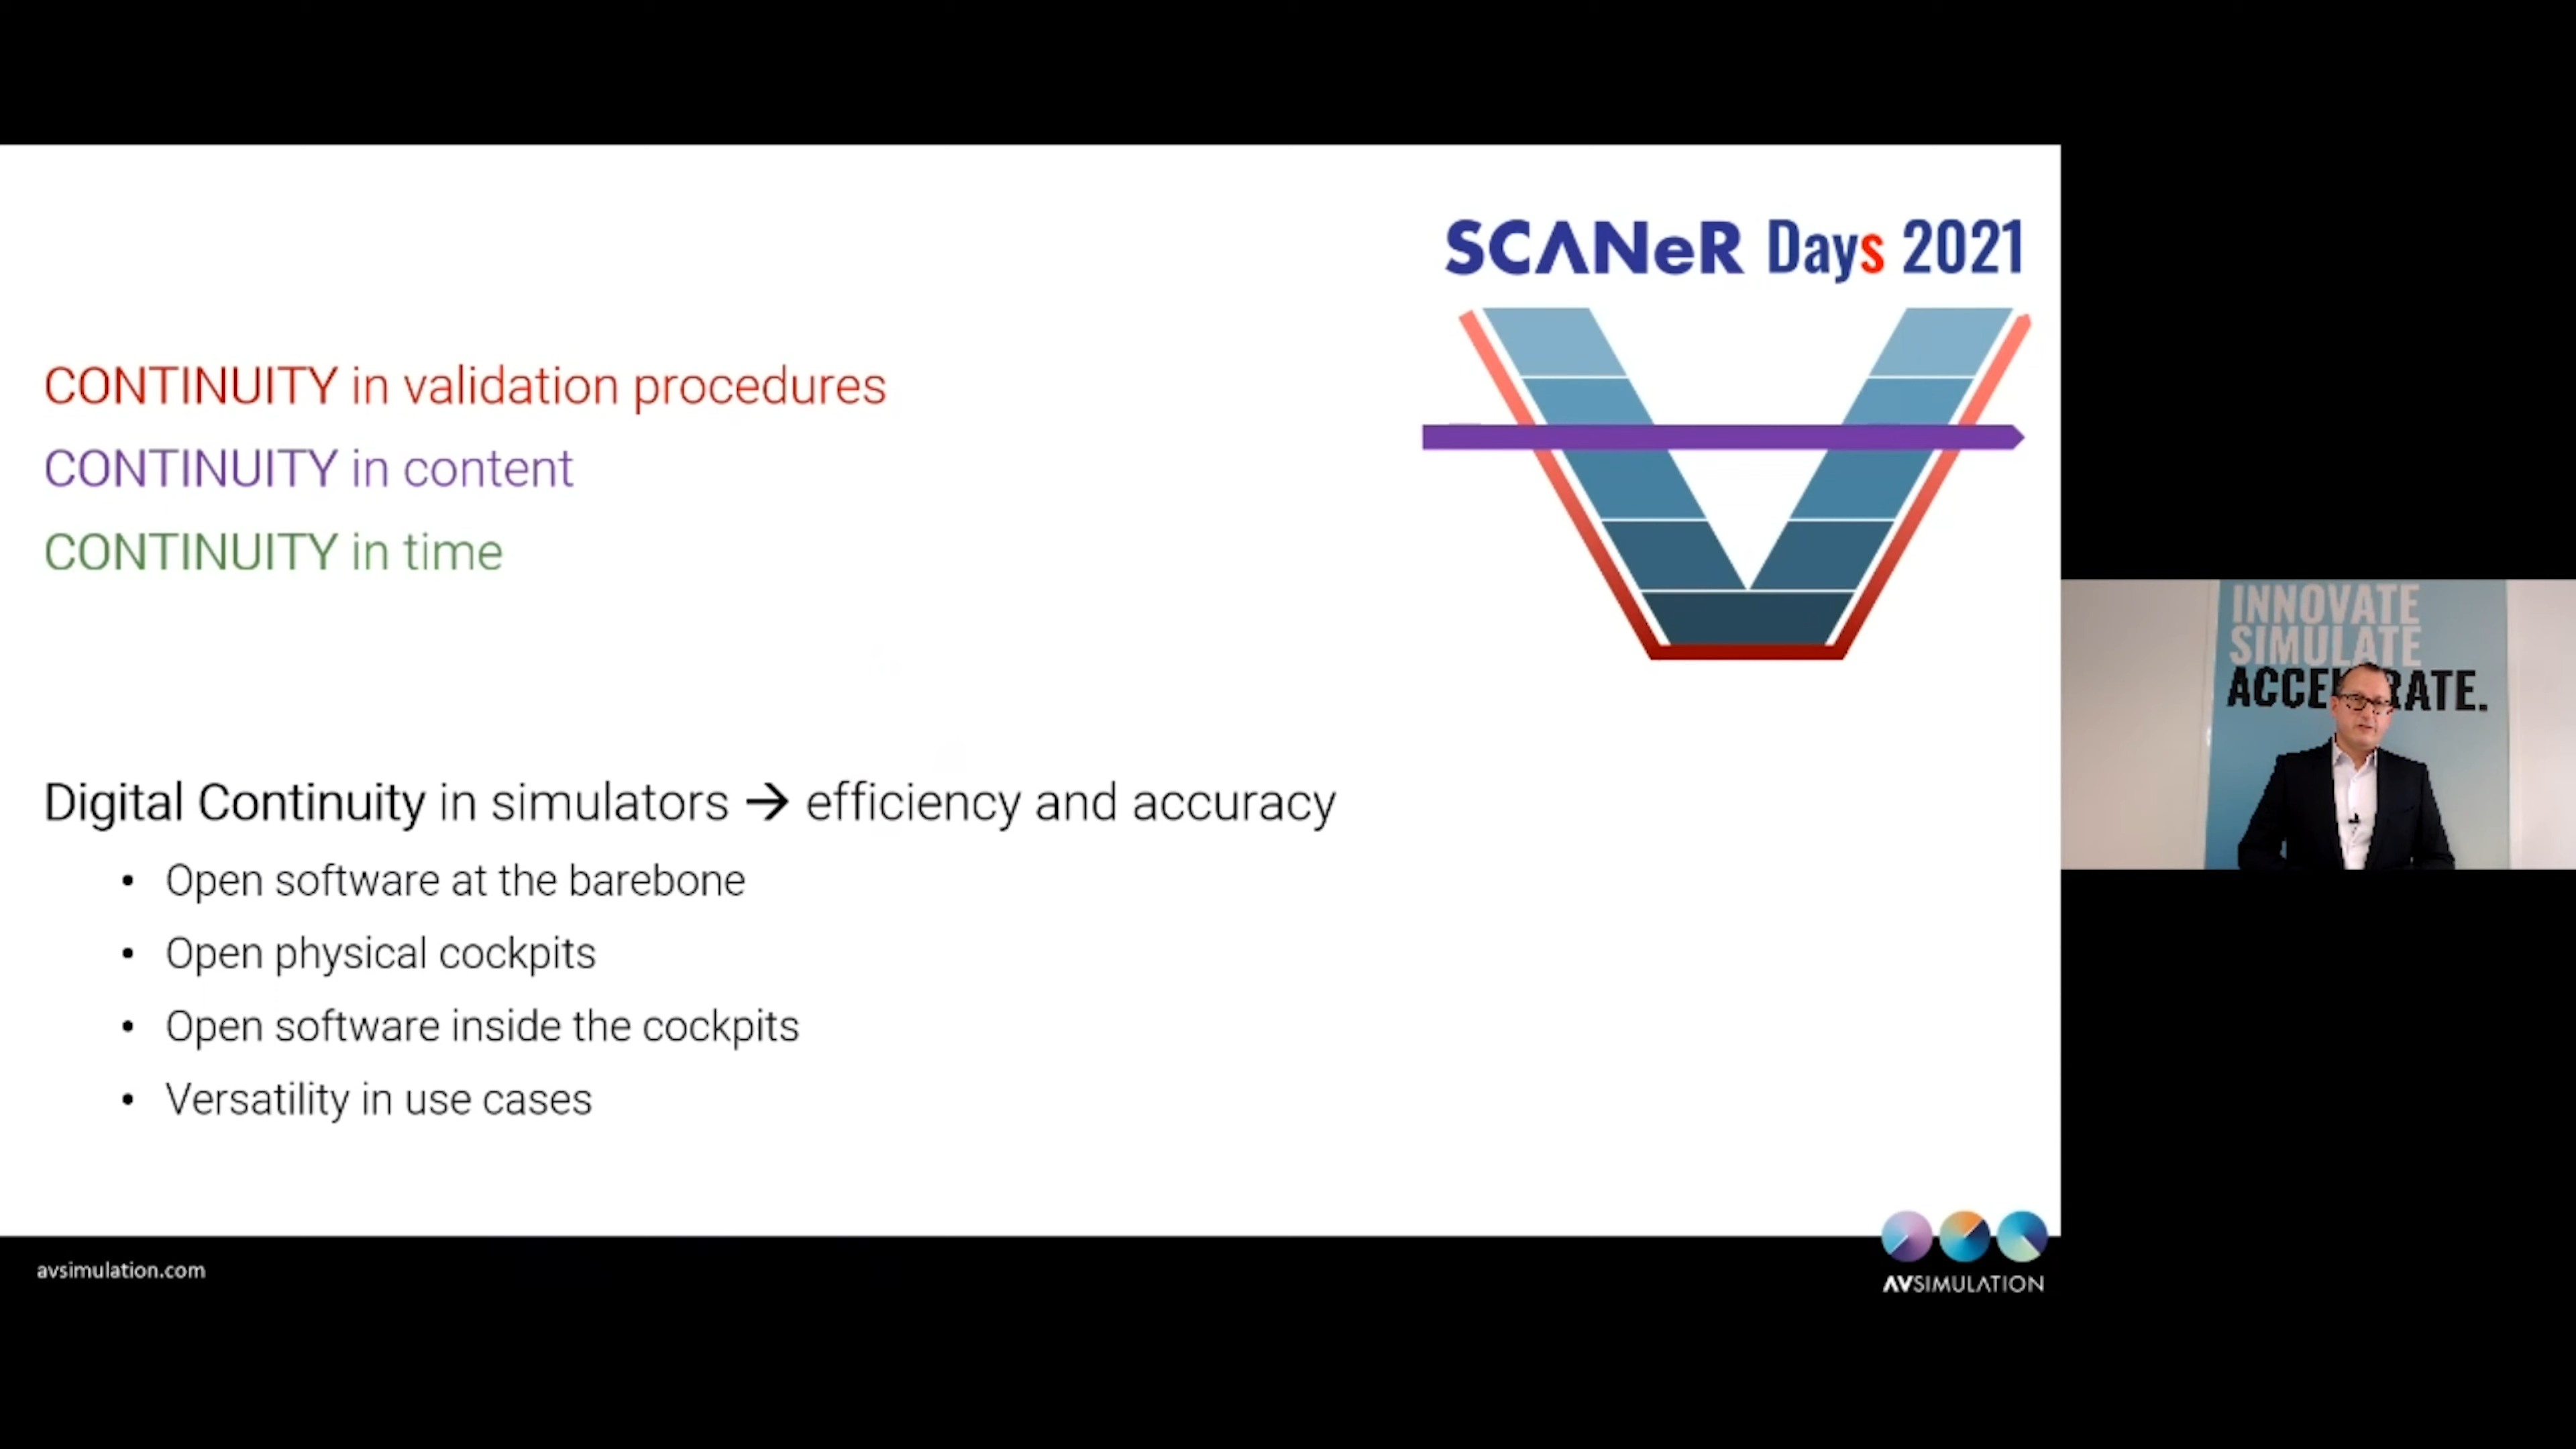 SCANeR Days 2021
CONTINUITY in validation procedures
CONTINUITY in content
CONTINUITY in time
Digital Continuity in simulators → efficiency and accuracy
• Open software at the barebone
• Open physical cockpits
• Open software inside the cockpits
• Versatility in use cases
INNOVATE
SIMULATE
ACCELERATE.
avsimulation.com
AVSIMULATION